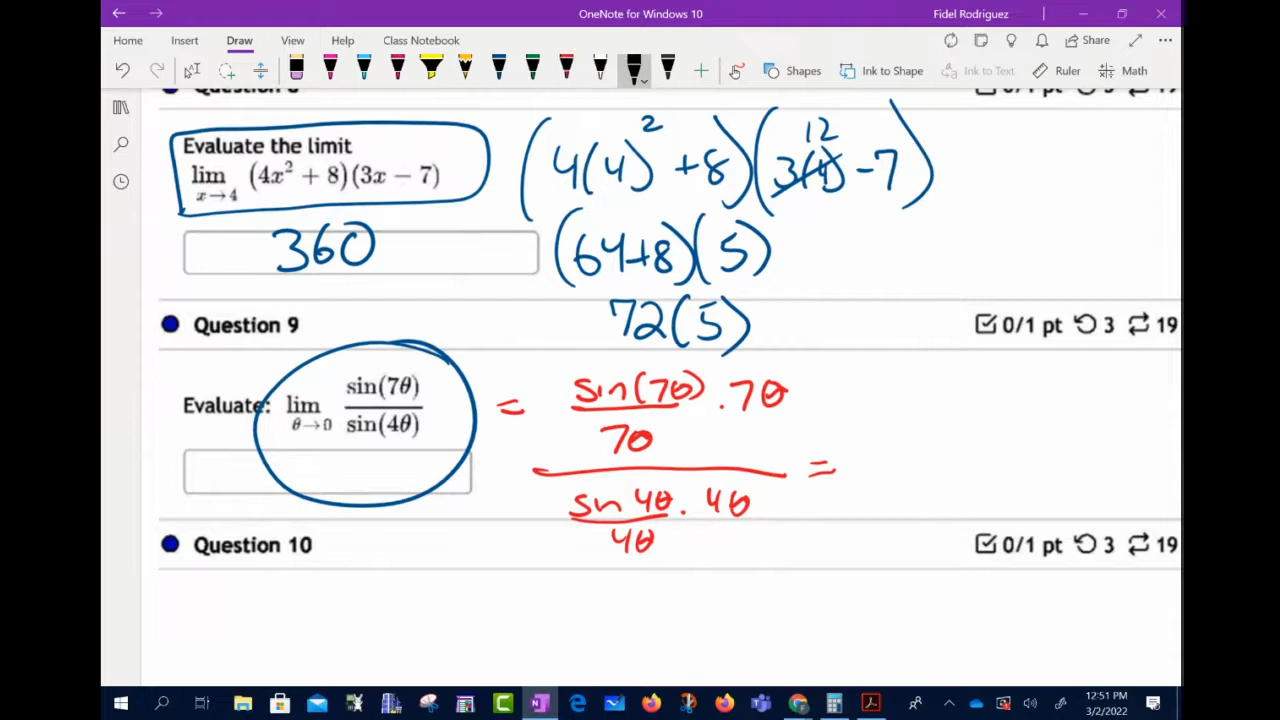 OneNote for Windows 10
Fidel Rodriguez
Home Insert Draw View Help Class Notebook
Share
Shapes Ink to Shape Ink to Text Ruler Math
Evaluate the limit
lim x→4 (4x² + 8)(3x − 7)
(4(4)² + 8)(3(4) − 7)
12
360
(64+8)(5)
72(5)
Question 9
0/1 pt 3 19
Evaluate: lim θ→0 sin(7θ) / sin(4θ)
= sin(7θ) / 7θ . 7θ
sin 4θ / 4θ . 4θ =
Question 10
0/1 pt 3 19
12:51 PM
3/2/2022